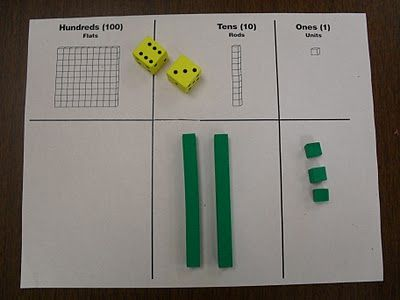 Hundreds (100)
Flats
Tens (10)
Rods
Ones (1)
Units